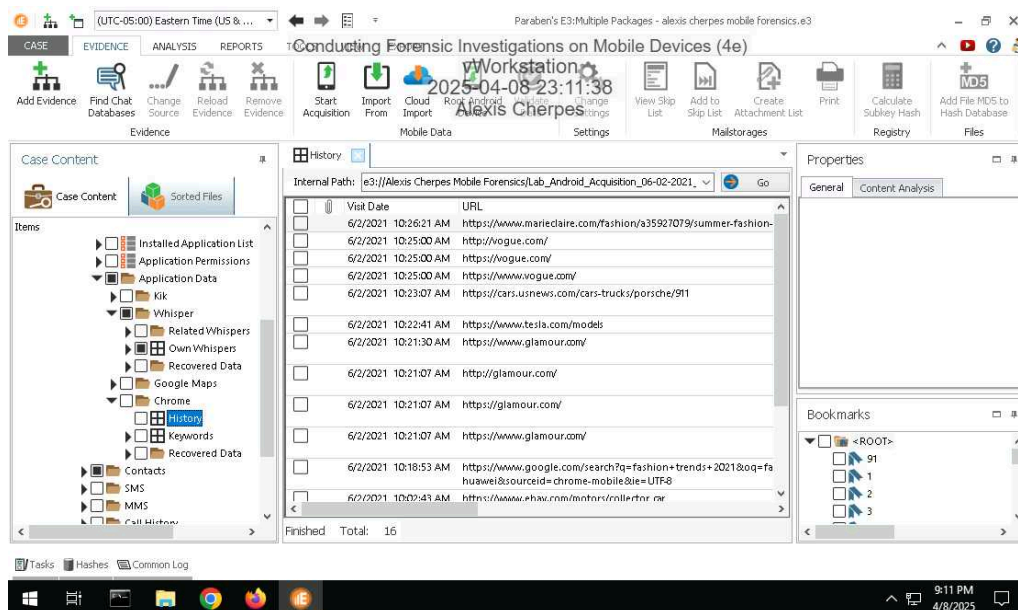 (UTC-05:00) Eastern Time (US & ...
Paraben's E3:Multiple Packages - alexis cherpes mobile forensics.e3
CASE EVIDENCE ANALYSIS REPORTS
Conducting Forensic Investigations on Mobile Devices (4e)
vWorkstation
2025-04-08 23:11:38
Alexis Cherpes
Add Evidence
Find Chat Databases
Change Source
Reload Evidence
Remove Evidence
Start Acquisition
Import From
Cloud Import
Root Android
Change Settings
View Skip List
Add to Skip List
Create Attachment List
Print
Calculate Subkey Hash
MD5
Add File MD5 to Hash Database
Evidence
Mobile Data
Settings
Mailstorages
Registry
Files
Case Content
Case Content
Sorted Files
Items
Installed Application List
Application Permissions
Application Data
Kik
Whisper
Related Whispers
Own Whispers
Recovered Data
Google Maps
Chrome
History
Keywords
Recovered Data
Contacts
SMS
MMS
Call History
History
Internal Path: e3://Alexis Cherpes Mobile Forensics/Lab_Android_Acquisition_06-02-2021_
Go
Visit Date URL
6/2/2021 10:26:21 AM https://www.marieclaire.com/fashion/a35927079/summer-fashion-
6/2/2021 10:25:00 AM http://vogue.com/
6/2/2021 10:25:00 AM https://vogue.com/
6/2/2021 10:25:00 AM https://www.vogue.com/
6/2/2021 10:23:07 AM https://cars.usnews.com/cars-trucks/porsche/911
6/2/2021 10:22:41 AM https://www.tesla.com/models
6/2/2021 10:21:30 AM https://www.glamour.com/
6/2/2021 10:21:07 AM http://glamour.com/
6/2/2021 10:21:07 AM https://glamour.com/
6/2/2021 10:21:07 AM https://www.glamour.com/
6/2/2021 10:18:53 AM https://www.google.com/search?q=fashion+trends+2021&oq=fa
huawei&sourceid=chrome-mobile&ie=UTF-8
6/2/2021 10:02:43 AM https://www.ebay.com/motors/collector car
Finished Total: 16
Properties
General Content Analysis
Bookmarks
<ROOT>
91
1
2
3
Tasks Hashes Common Log
9:11 PM
4/8/2025